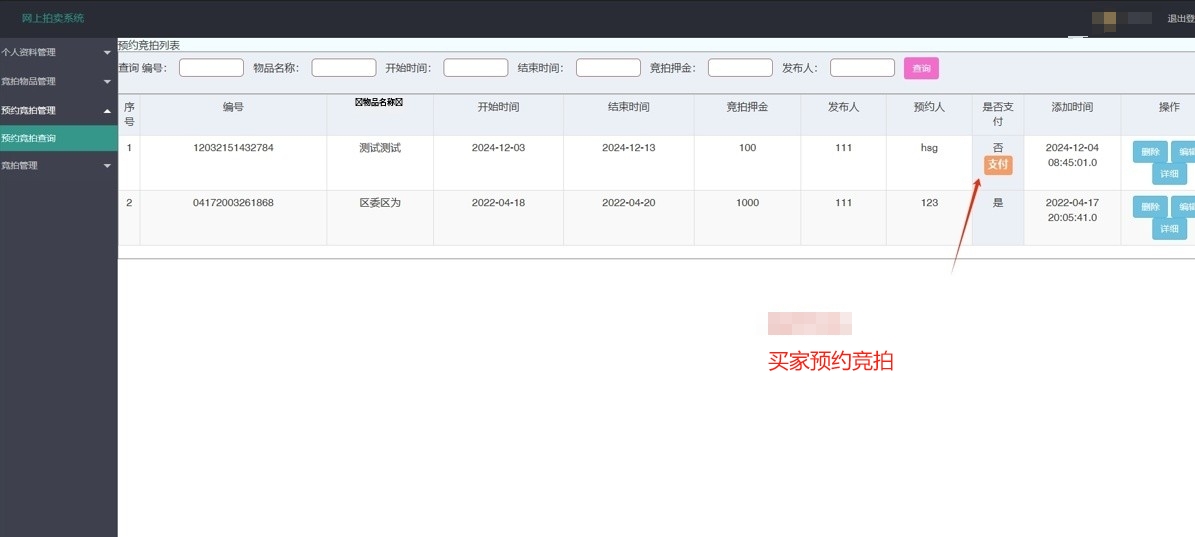 网上拍卖系统
退出登
个人资料管理
竞拍物品管理
预约竞拍管理
预约竞拍查询
竞拍管理
预约竞拍列表
查询 编号： 物品名称： 开始时间： 结束时间： 竞拍押金： 发布人： 查询
序号 编号 物品名称 开始时间 结束时间 竞拍押金 发布人 预约人 是否支付 添加时间 操作
1 12032151432784 测试测试 2024-12-03 2024-12-13 100 111 hsg 否 支付 2024-12-04 08:45:01.0 删除 编辑 详细
2 04172003261868 区委区为 2022-04-18 2022-04-20 1000 111 123 是 2022-04-17 20:05:41.0 删除 编辑 详细
买家预约竞拍